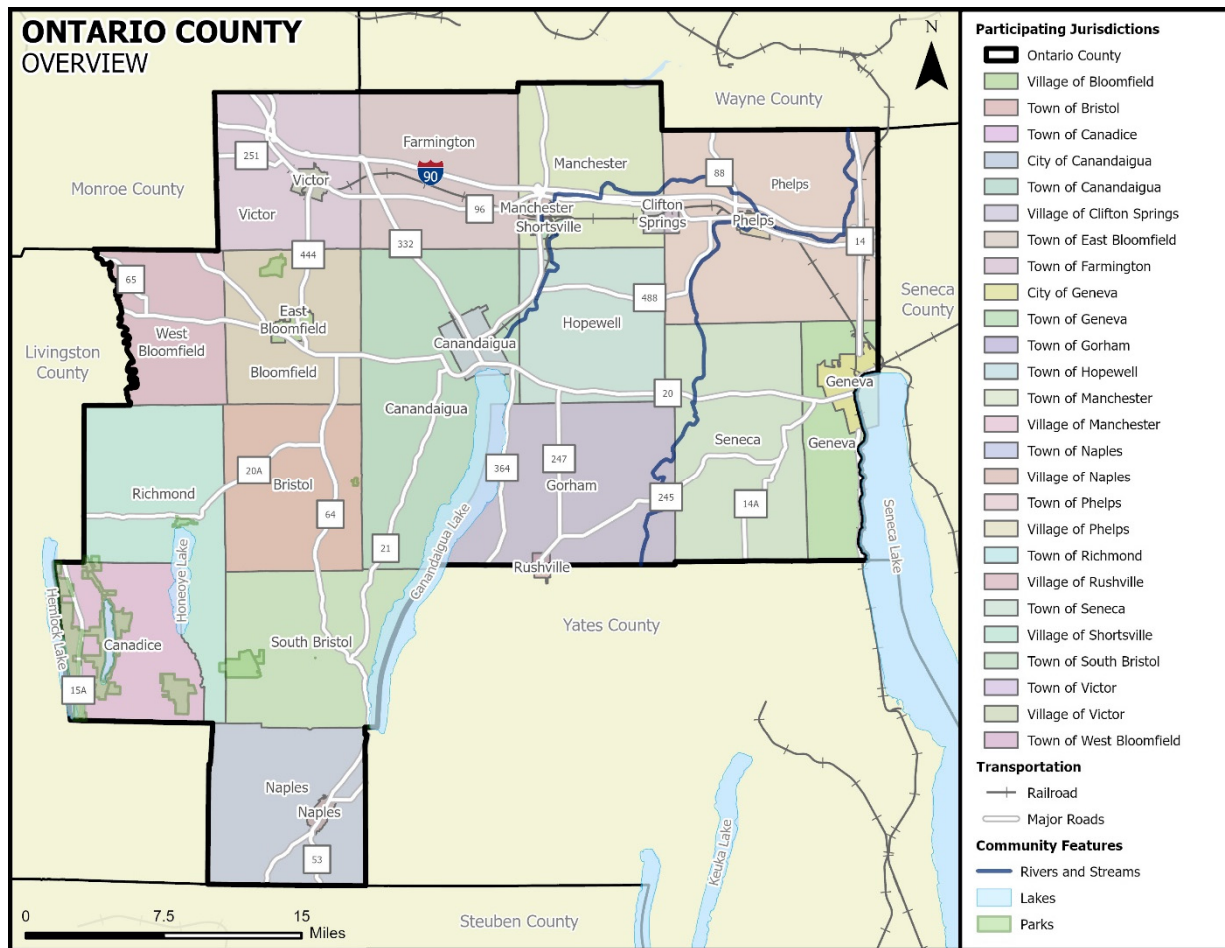 ONTARIO COUNTY
OVERVIEW
N
Wayne County
Monroe County
Livingston
County
Seneca
County
Yates County
Steuben County
Farmington
Manchester
Phelps
251
Victor
90
88
Victor
96
Manchester
Shortsville
Clifton
Springs
Phelps
14
332
444
65
488
East
Bloomfield
West
Bloomfield
Hopewell
Canandaigua
Bloomfield
Geneva
20
Canandaigua
Seneca
Geneva
364
247
20A
Bristol
Gorham
245
14A
Richmond
64
21
Canandaigua Lake
Seneca Lake
Rushville
Honeoye Lake
Hemlock Lake
Canadice
South Bristol
15A
Naples
Naples
53
Keuka Lake
0 7.5 15
Miles
Participating Jurisdictions
Ontario County
Village of Bloomfield
Town of Bristol
Town of Canadice
City of Canandaigua
Town of Canandaigua
Village of Clifton Springs
Town of East Bloomfield
Town of Farmington
City of Geneva
Town of Geneva
Town of Gorham
Town of Hopewell
Town of Manchester
Village of Manchester
Town of Naples
Village of Naples
Town of Phelps
Village of Phelps
Town of Richmond
Village of Rushville
Town of Seneca
Village of Shortsville
Town of South Bristol
Town of Victor
Village of Victor
Town of West Bloomfield
Transportation
Railroad
Major Roads
Community Features
Rivers and Streams
Lakes
Parks